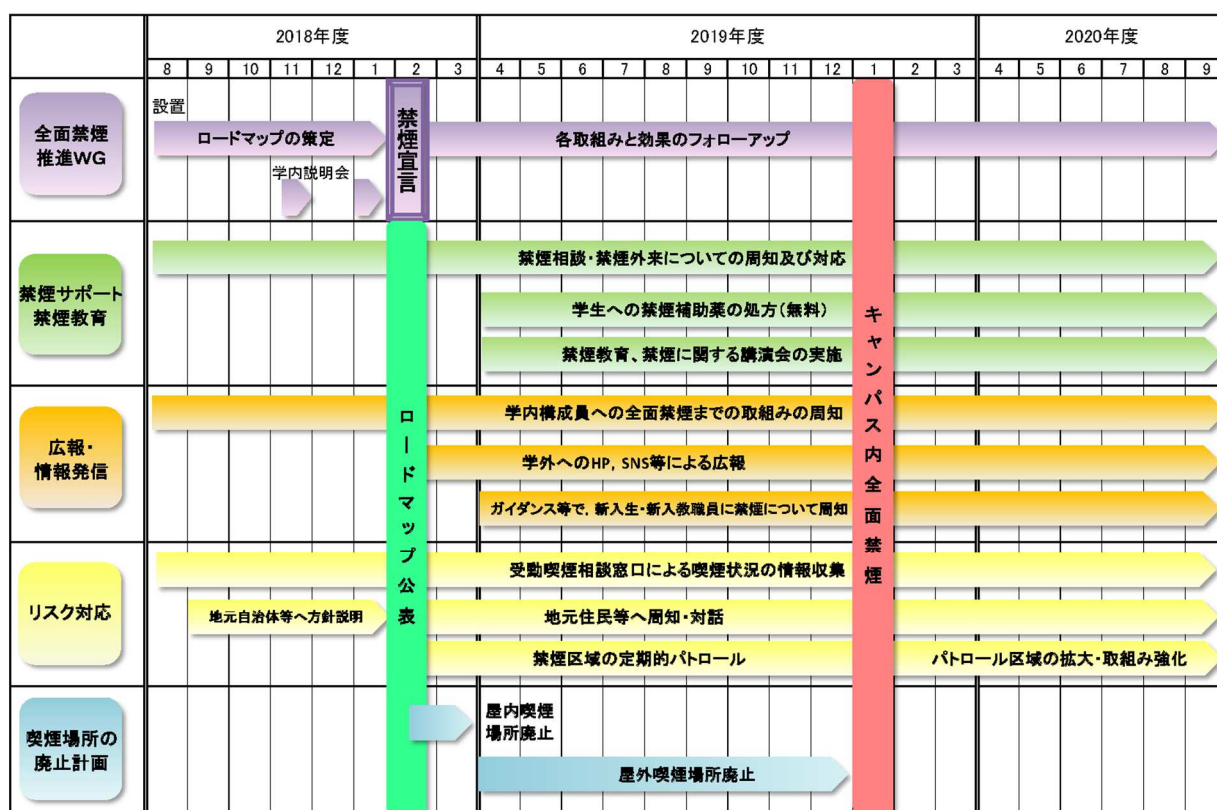 2018年度
2019年度
2020年度
8 9 10 11 12 1 2 3 4 5 6 7 8 9 10 11 12 1 2 3 4 5 6 7 8 9
全面禁煙
推進WG
設置
ロードマップの策定
学内説明会
禁煙宣言
各取組みと効果のフォローアップ
禁煙サポート
禁煙教育
禁煙相談・禁煙外来についての周知及び対応
学生への禁煙補助薬の処方(無料)
禁煙教育、禁煙に関する講演会の実施
広報・
情報発信
学内構成員への全面禁煙までの取組みの周知
学外へのHP, SNS等による広報
ガイダンス等で,新入生・新入教職員に禁煙について周知
リスク対応
受動喫煙相談窓口による喫煙状況の情報収集
地元自治体等へ方針説明
地元住民等へ周知・対話
禁煙区域の定期的パトロール
パトロール区域の拡大・取組み強化
喫煙場所の
廃止計画
屋内喫煙
場所廃止
屋外喫煙場所廃止
ロードマップ公表
キャンパス内全面禁煙